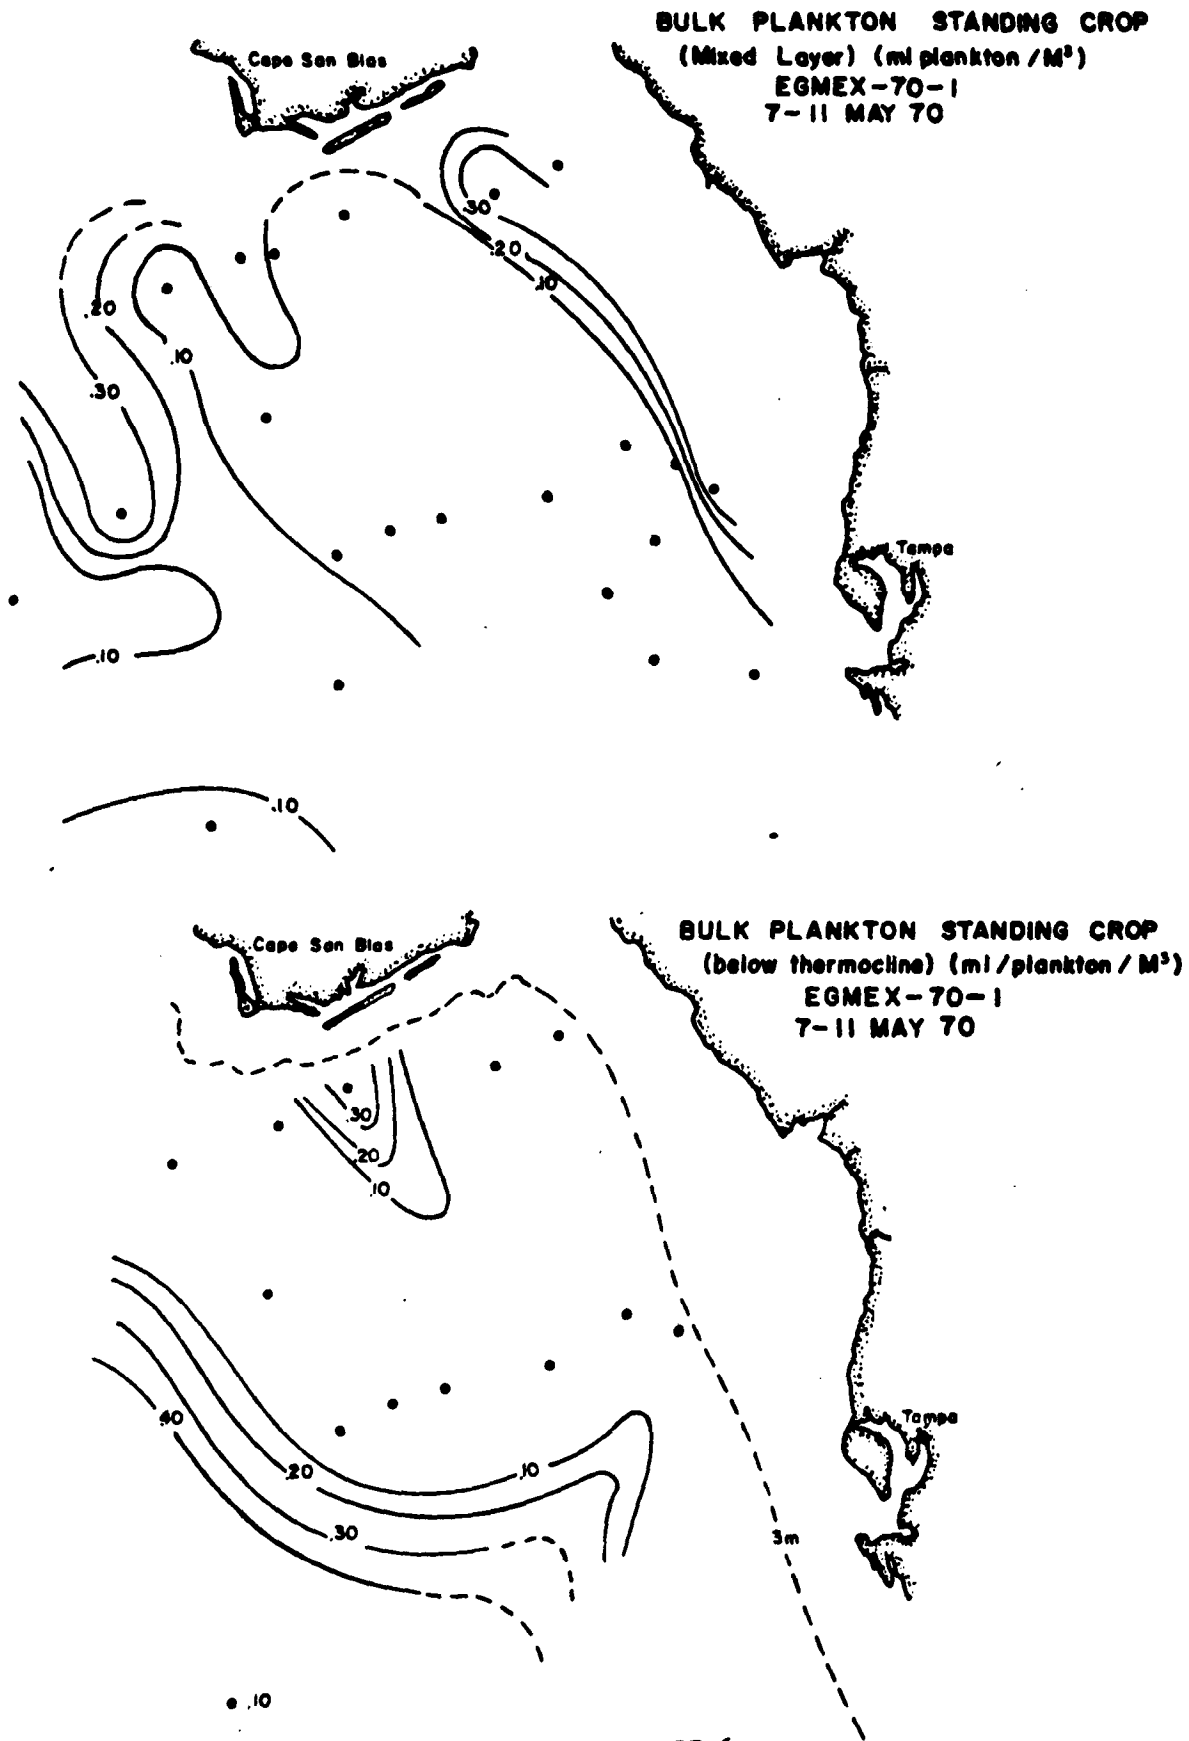 BULK PLANKTON STANDING CROP
(Mixed Layer) (ml plankton / M³)
EGMEX-70-1
7-11 MAY 70
Cape San Blas
.30
.20
.10
.20
.10
.30
Tampa
.10
.10
BULK PLANKTON STANDING CROP
(below thermocline) (ml/plankton / M³)
EGMEX-70-1
7-11 MAY 70
Cape San Blas
.30
.20
.10
.40
Tampa
.20
.10
.30
3m
.10